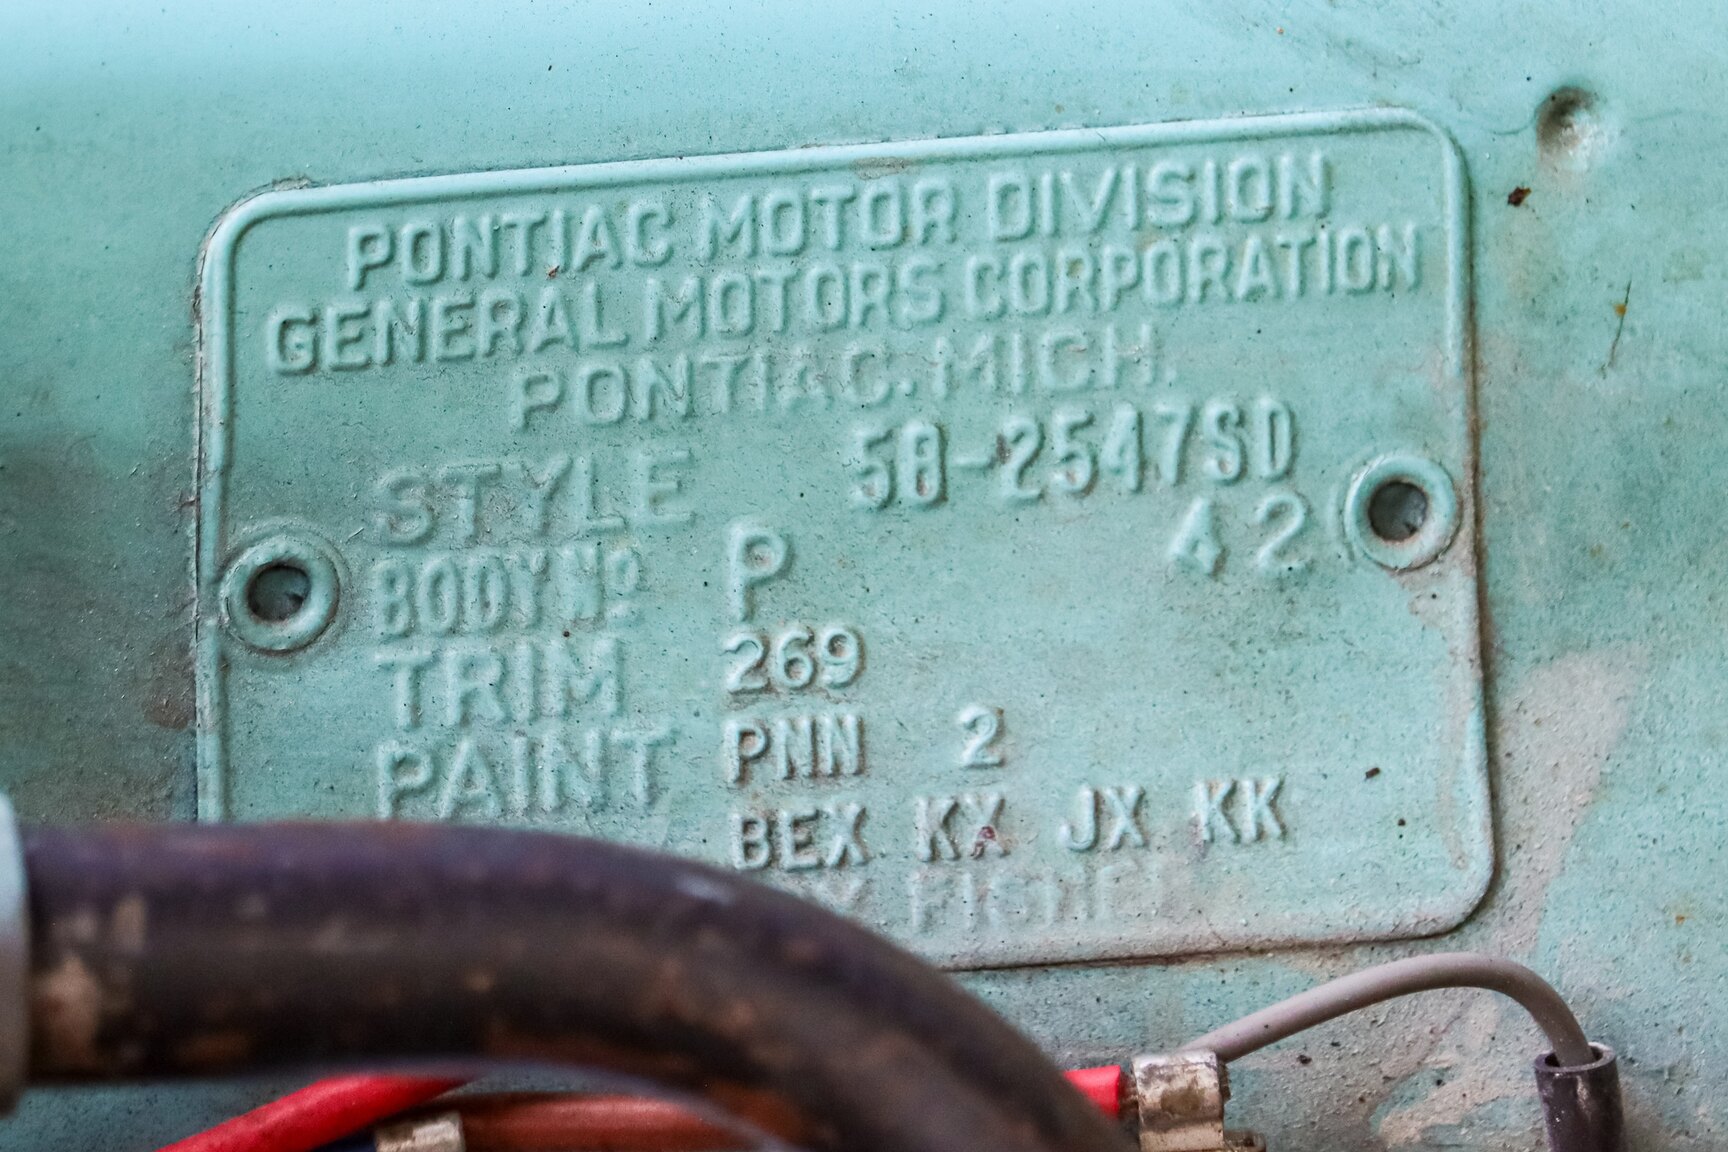 PONTIAC MOTOR DIVISION
GENERAL MOTORS CORPORATION
PONTIAC, MICH.
STYLE 58-2547SD
BODY Nº P 42
TRIM 269
PAINT PNN 2
BEX KX JX KK